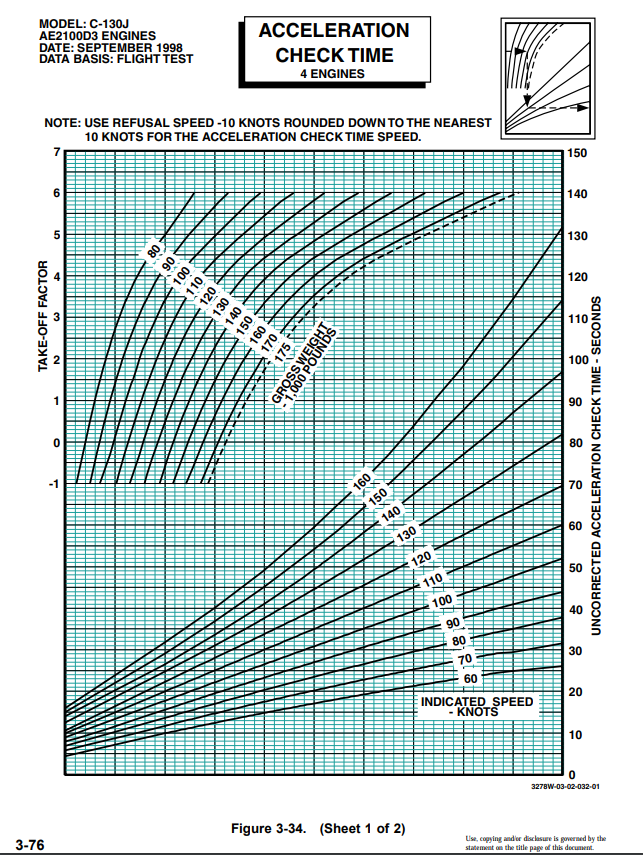 MODEL: C-130J
AE2100D3 ENGINES
DATE: SEPTEMBER 1998
DATA BASIS: FLIGHT TEST
ACCELERATION
CHECK TIME
4 ENGINES
NOTE: USE REFUSAL SPEED -10 KNOTS ROUNDED DOWN TO THE NEAREST
10 KNOTS FOR THE ACCELERATION CHECK TIME SPEED.
7
6
5
4
3
2
1
0
-1
TAKE-OFF FACTOR
80
90
100
110
120
130
140
150
160
170
175
GROSS WEIGHT
- 1,000 POUNDS
160
150
140
130
120
110
100
90
80
70
60
INDICATED SPEED
- KNOTS
150
140
130
120
110
100
90
80
70
60
50
40
30
20
10
0
UNCORRECTED ACCELERATION CHECK TIME - SECONDS
3278W-03-02-032-01
Figure 3-34. (Sheet 1 of 2)
3-76
Use, copying and/or disclosure is governed by the
statement on the title page of this document.